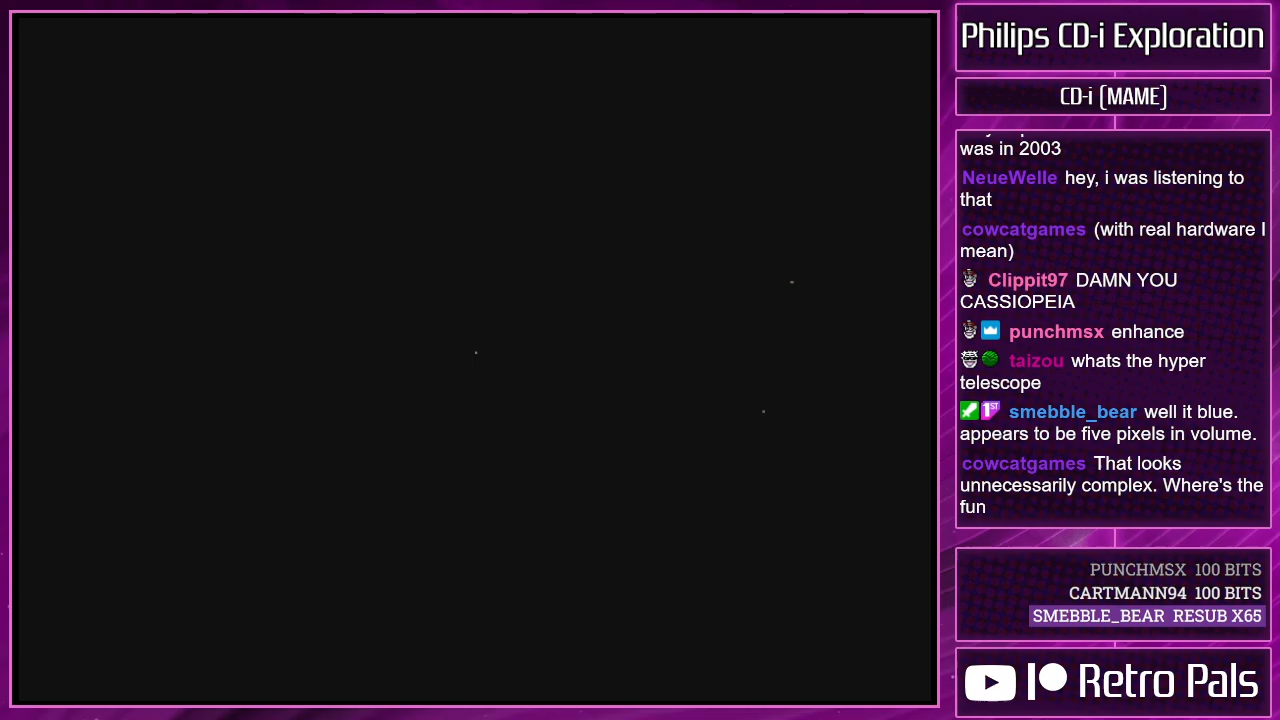 Philips CD-i Exploration
CD-i [MAME]
was in 2003
NeueWelle hey, i was listening to
that
cowcatgames (with real hardware I
mean)
Clippit97 DAMN YOU
CASSIOPEIA
punchmsx enhance
taizou whats the hyper
telescope
1ST smebble_bear well it blue.
appears to be five pixels in volume.
cowcatgames That looks
unnecessarily complex. Where's the
fun
PUNCHMSX 100 BITS
CARTMANN94 100 BITS
SMEBBLE_BEAR RESUB X65
Retro Pals